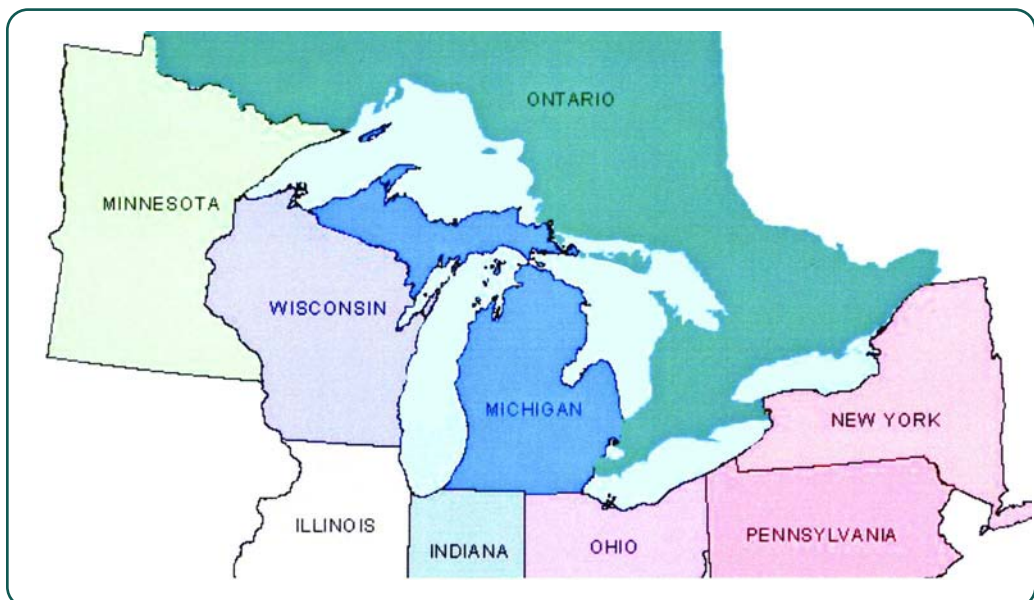 ONTARIO
MINNESOTA
WISCONSIN
MICHIGAN
NEW YORK
ILLINOIS
INDIANA
OHIO
PENNSYLVANIA